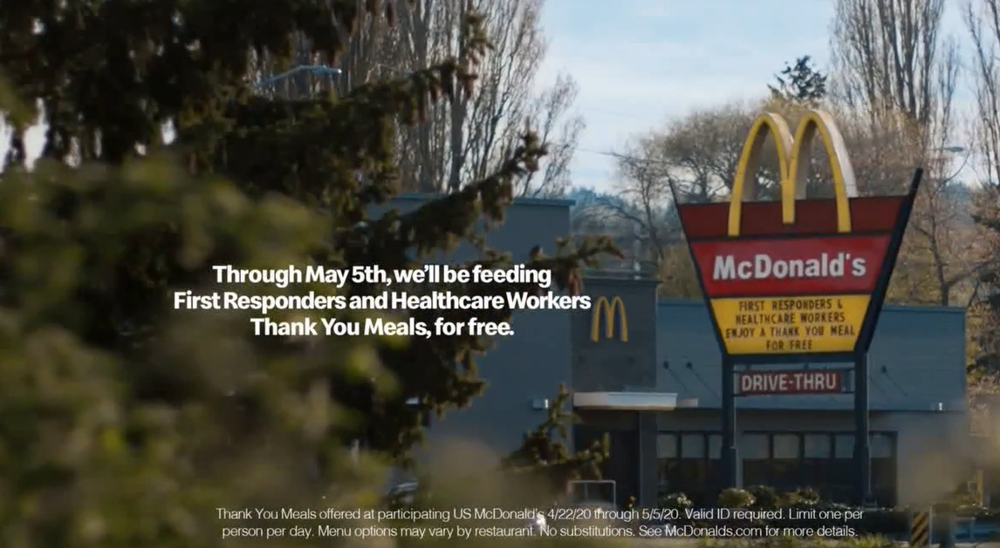 Through May 5th, we'll be feeding
First Responders and Healthcare Workers
Thank You Meals, for free.
McDonald's
FIRST RESPONDERS &
HEALTHCARE WORKERS
ENJOY A THANK YOU MEAL
FOR FREE
DRIVE-THRU
Thank You Meals offered at participating US McDonald's 4/22/20 through 5/5/20. Valid ID required. Limit one per
person per day. Menu options may vary by restaurant. No substitutions. See McDonalds.com for more details.